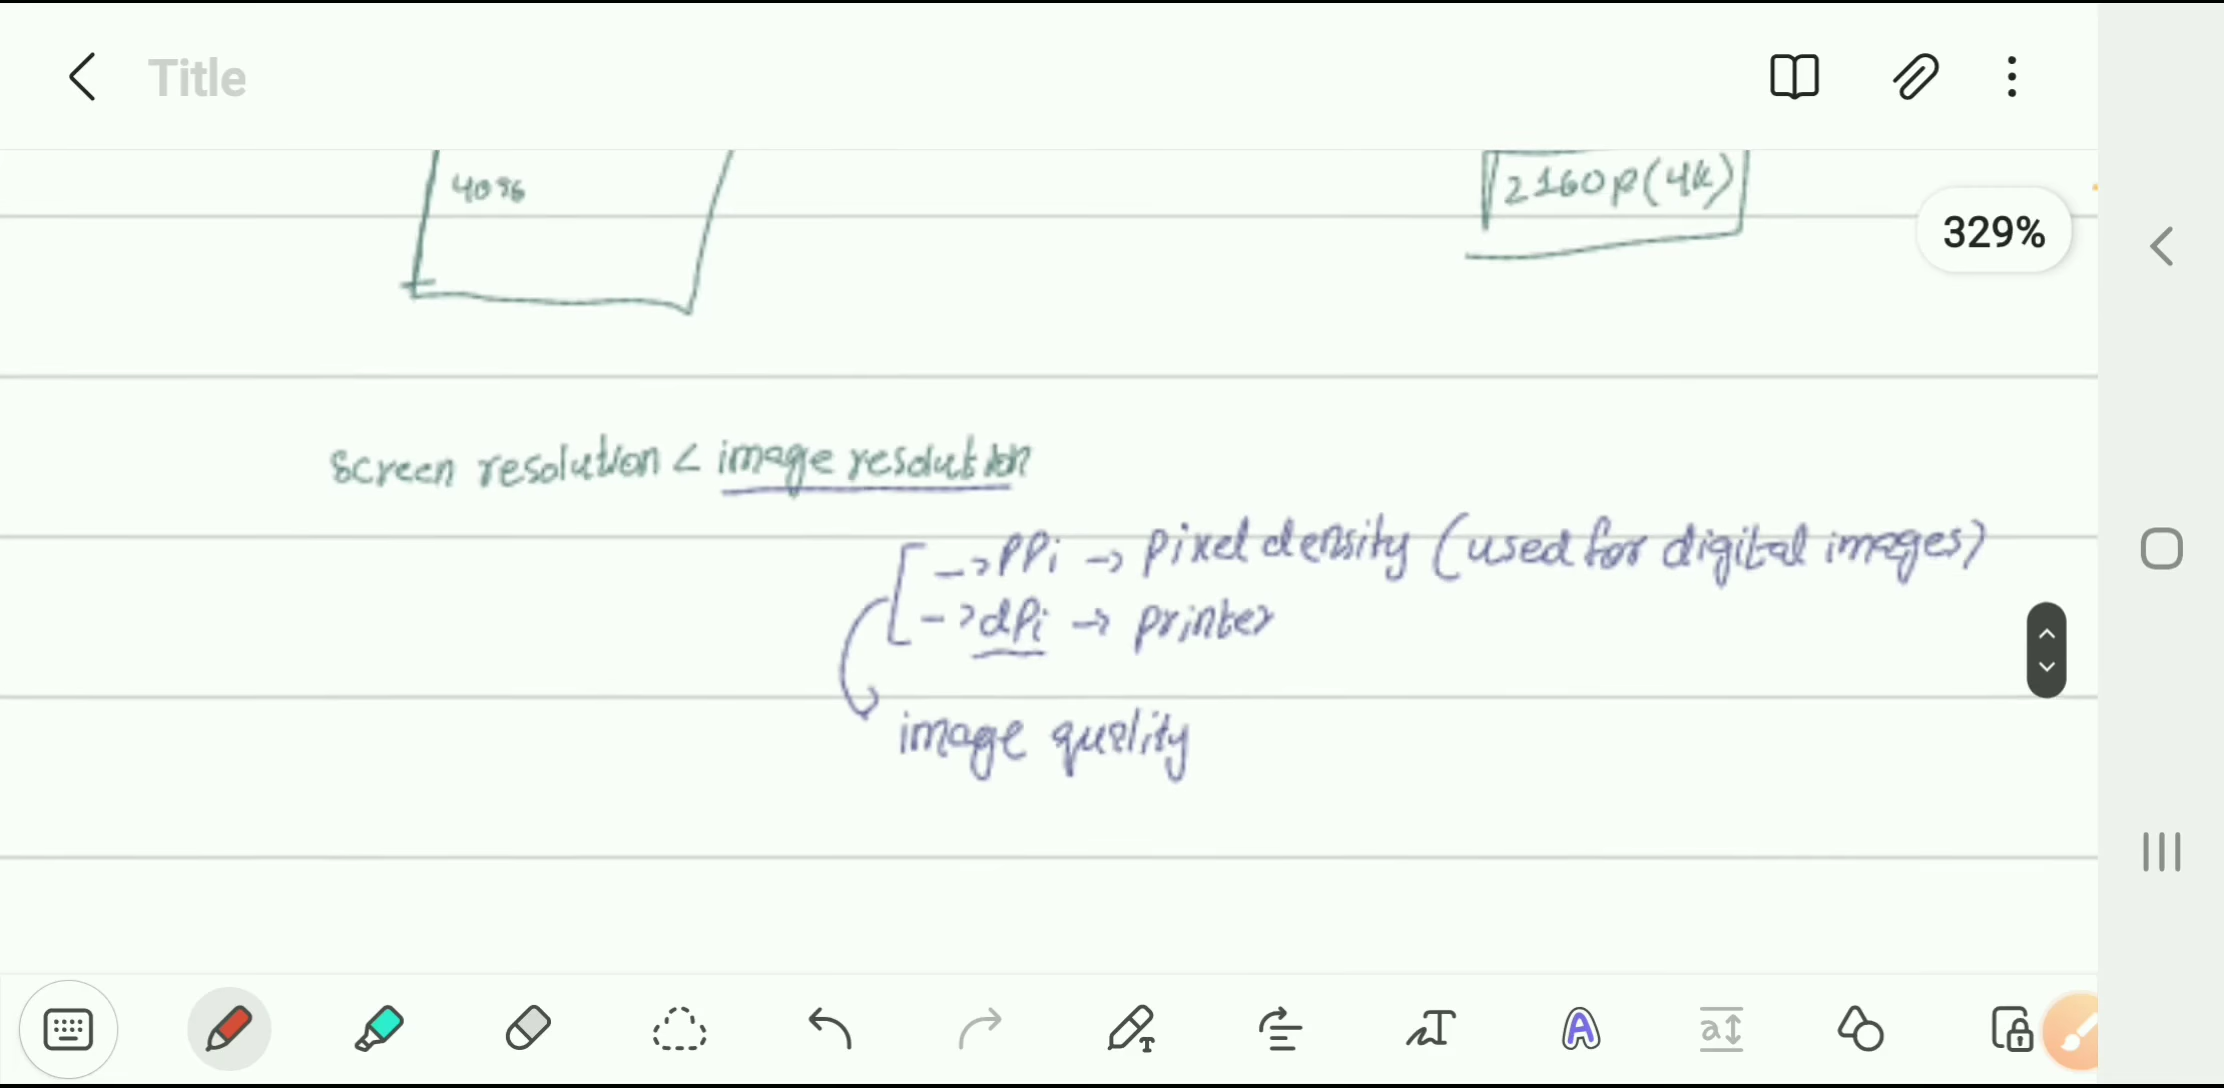 Title
4096
2160p(4k)
329%
screen resolution < image resolution
->PPi -> Pixel density (used for digital images)
->dPi -> Printer
image quality
T
T
A
a